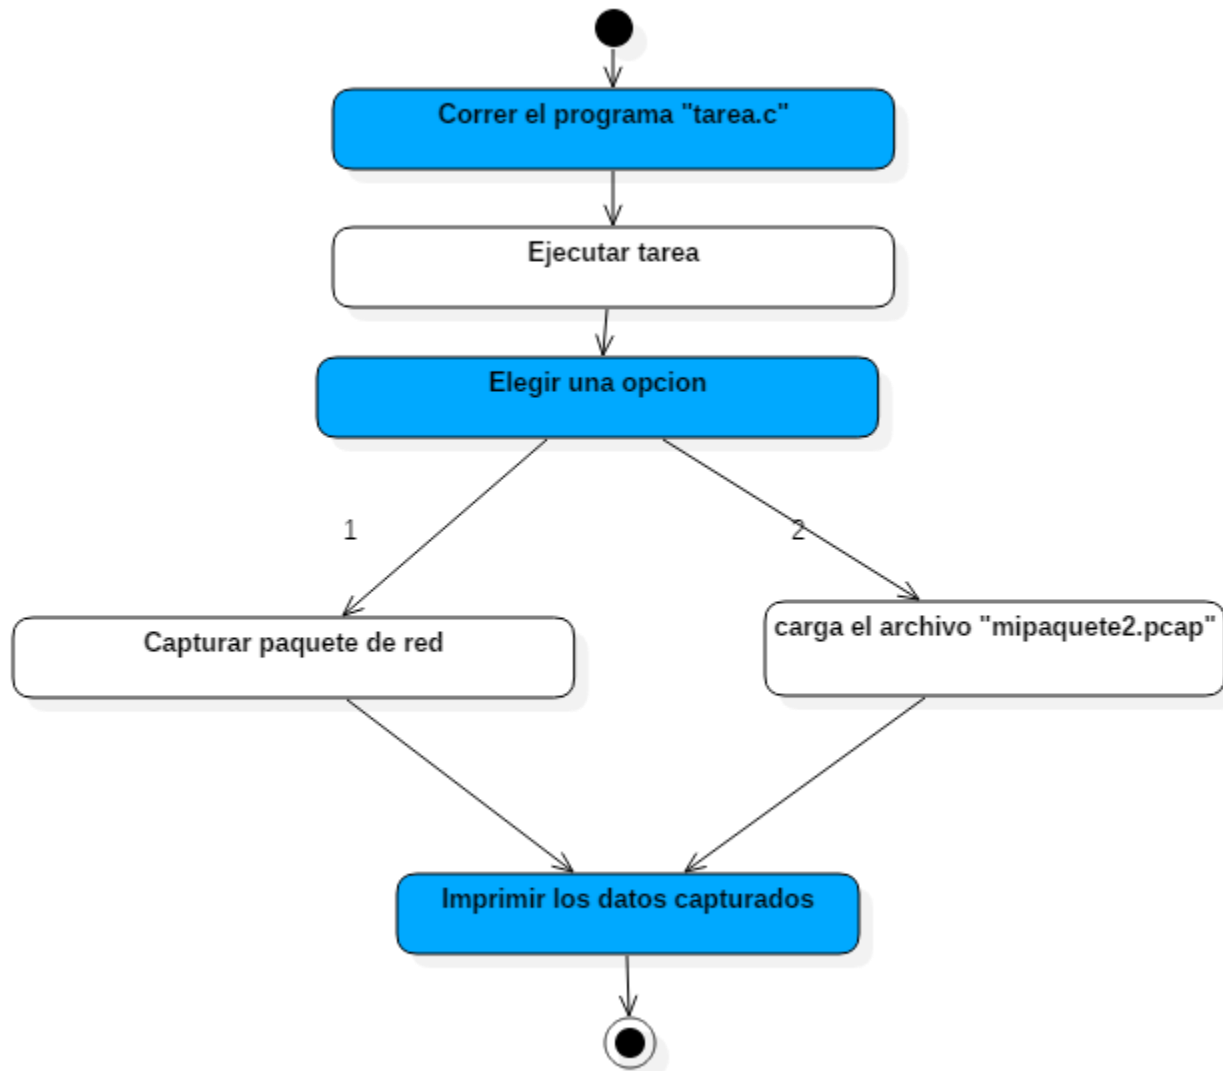 Correr el programa "tarea.c"
Ejecutar tarea
Elegir una opcion
1
2
Capturar paquete de red
carga el archivo "mipaquete2.pcap"
Imprimir los datos capturados